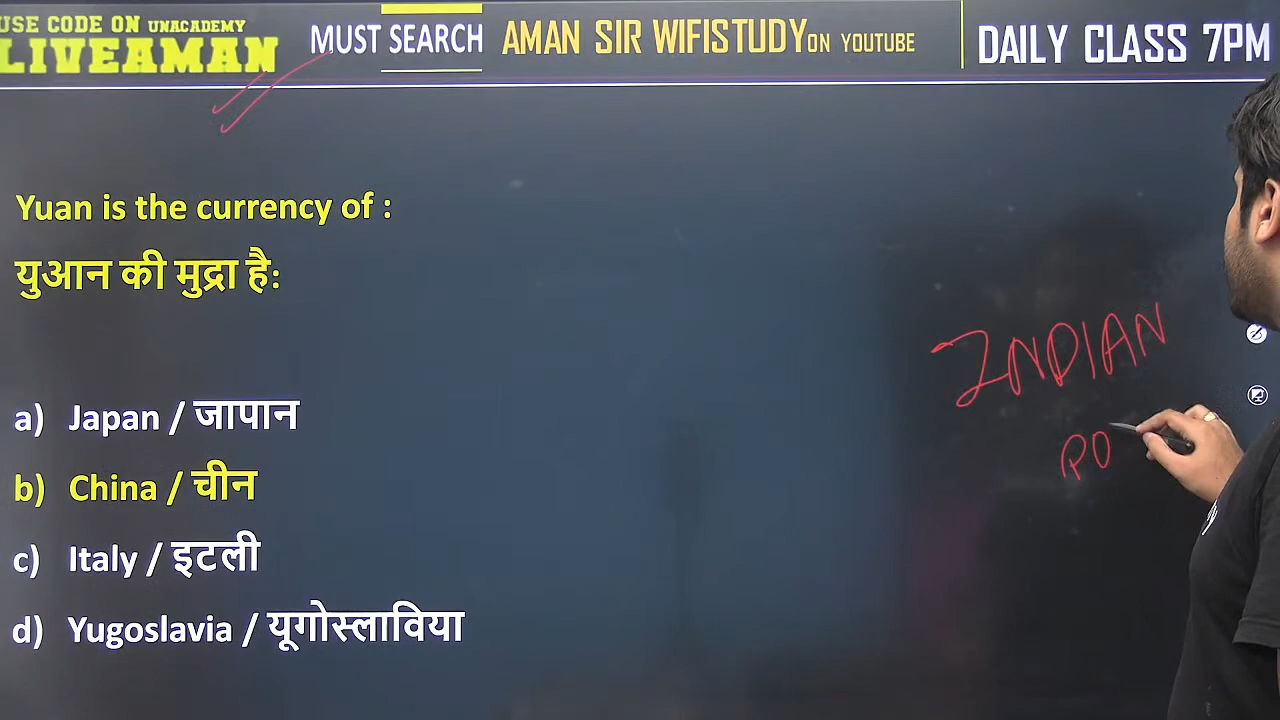 USE CODE ON UNACADEMY
LIVEAMAN
MUST SEARCH
AMAN SIR WIFISTUDY ON YOUTUBE
DAILY CLASS 7PM
Yuan is the currency of :
युआन की मुद्रा है:
a) Japan / जापान
b) China / चीन
c) Italy / इटली
d) Yugoslavia / यूगोस्लाविया
INDIAN
PO